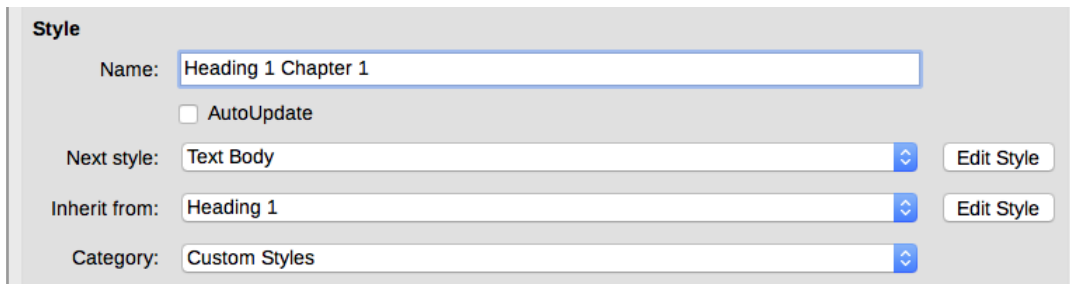 Style
Name: Heading 1 Chapter 1
AutoUpdate
Next style: Text Body Edit Style
Inherit from: Heading 1 Edit Style
Category: Custom Styles